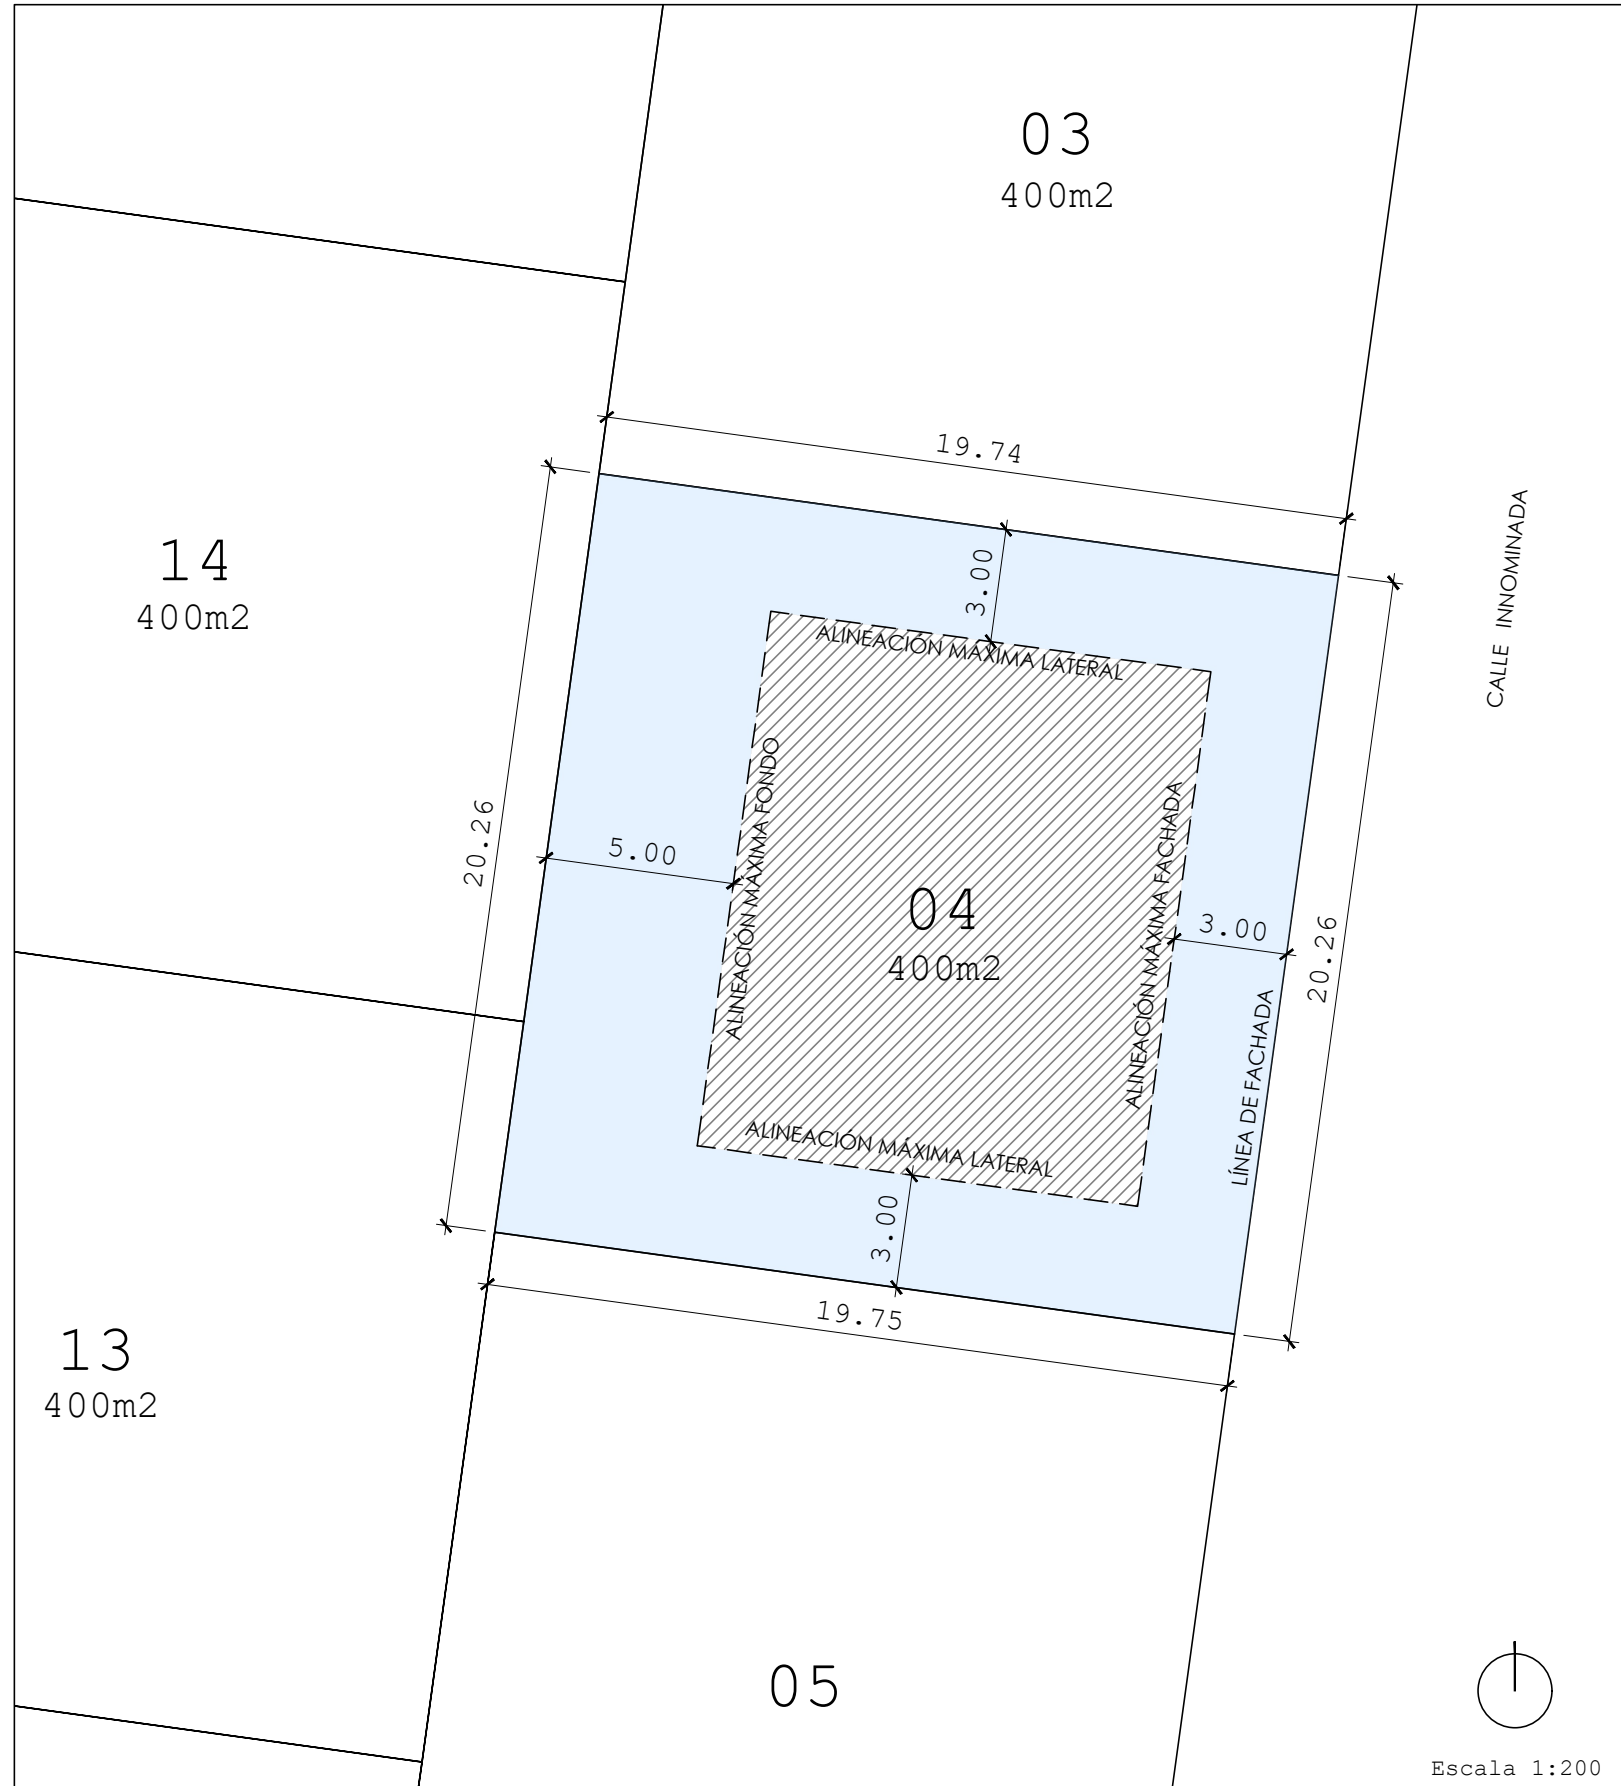 03
400m2
19.74
CALLE INNOMINADA
14
400m2
3.00
ALINEACIÓN MÁXIMA LATERAL
ALINEACIÓN MÁXIMA FONDO
ALINEACIÓN MÁXIMA FACHADA
20.26
5.00
04
400m2
3.00
20.26
LÍNEA DE FACHADA
ALINEACIÓN MÁXIMA LATERAL
3.00
19.75
13
400m2
05
Escala 1:200